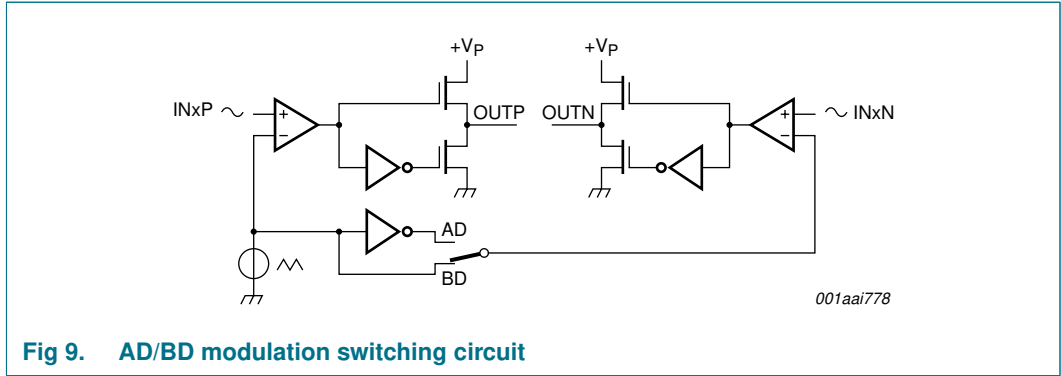 +VP
+VP
INxP
+
−
OUTP
OUTN
+
−
INxN
AD
BD
001aai778
Fig 9. AD/BD modulation switching circuit